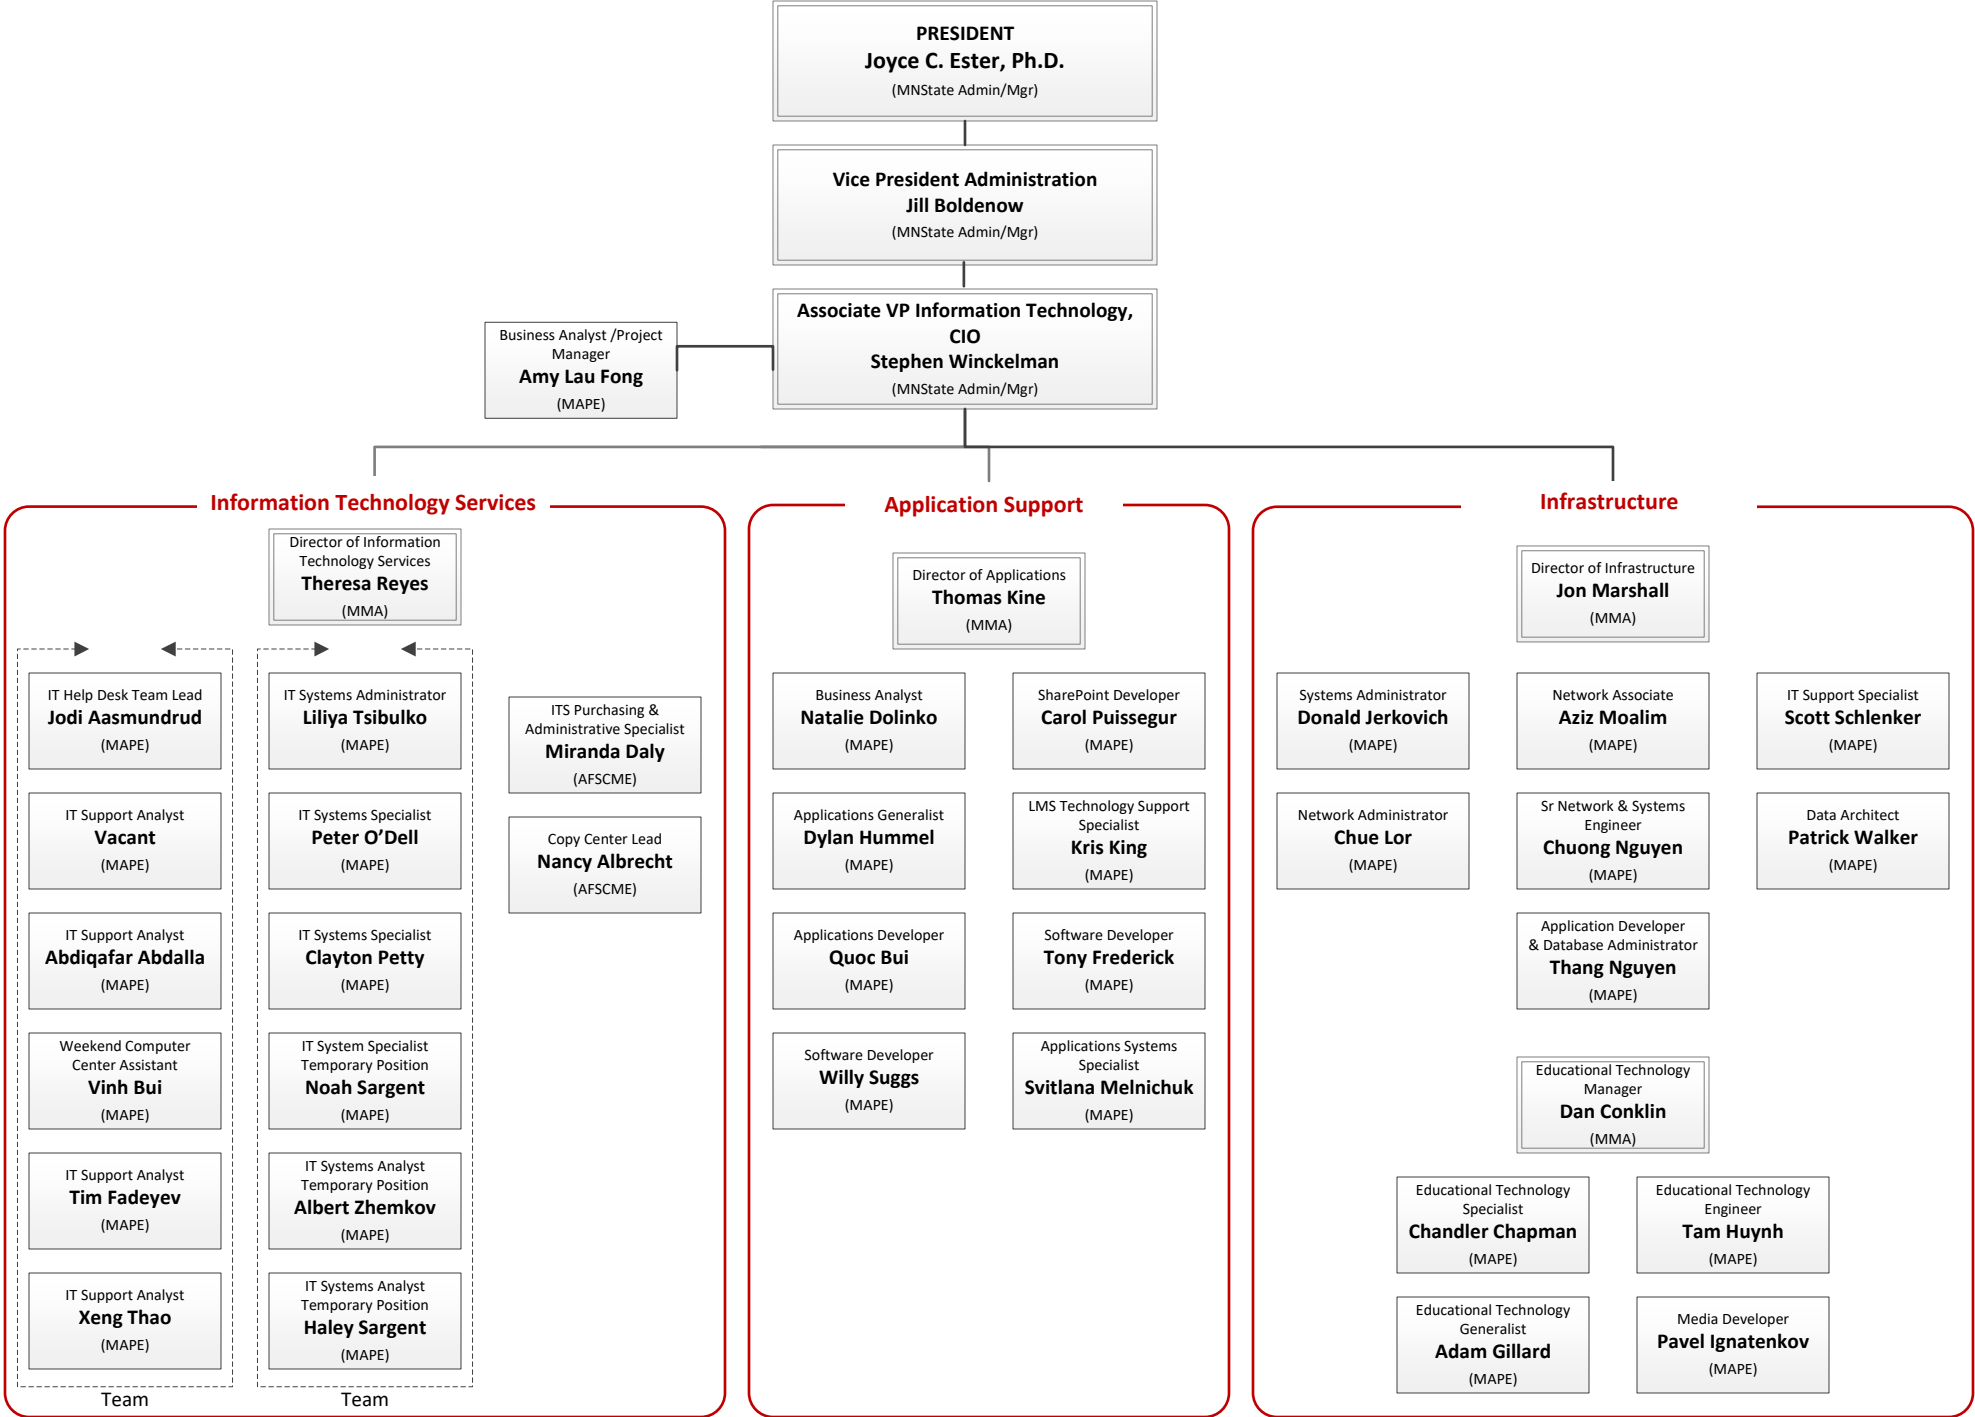 PRESIDENT
Joyce C. Ester, Ph.D.
(MNState Admin/Mgr)
Vice President Administration
Jill Boldenow
(MNState Admin/Mgr)
Associate VP Information Technology,
CIO
Stephen Winckelman
(MNState Admin/Mgr)
Business Analyst /Project
Manager
Amy Lau Fong
(MAPE)
Information Technology Services
Director of Information
Technology Services
Theresa Reyes
(MMA)
IT Help Desk Team Lead
Jodi Aasmundrud
(MAPE)
IT Support Analyst
Vacant
(MAPE)
IT Support Analyst
Abdiqafar Abdalla
(MAPE)
Weekend Computer
Center Assistant
Vinh Bui
(MAPE)
IT Support Analyst
Tim Fadeyev
(MAPE)
IT Support Analyst
Xeng Thao
(MAPE)
Team
IT Systems Administrator
Liliya Tsibulko
(MAPE)
IT Systems Specialist
Peter O’Dell
(MAPE)
IT Systems Specialist
Clayton Petty
(MAPE)
IT System Specialist
Temporary Position
Noah Sargent
(MAPE)
IT Systems Analyst
Temporary Position
Albert Zhemkov
(MAPE)
IT Systems Analyst
Temporary Position
Haley Sargent
(MAPE)
Team
ITS Purchasing &
Administrative Specialist
Miranda Daly
(AFSCME)
Copy Center Lead
Nancy Albrecht
(AFSCME)
Application Support
Director of Applications
Thomas Kine
(MMA)
Business Analyst
Natalie Dolinko
(MAPE)
SharePoint Developer
Carol Puissegur
(MAPE)
Applications Generalist
Dylan Hummel
(MAPE)
LMS Technology Support
Specialist
Kris King
(MAPE)
Applications Developer
Quoc Bui
(MAPE)
Software Developer
Tony Frederick
(MAPE)
Software Developer
Willy Suggs
(MAPE)
Applications Systems
Specialist
Svitlana Melnichuk
(MAPE)
Infrastructure
Director of Infrastructure
Jon Marshall
(MMA)
Systems Administrator
Donald Jerkovich
(MAPE)
Network Associate
Aziz Moalim
(MAPE)
IT Support Specialist
Scott Schlenker
(MAPE)
Network Administrator
Chue Lor
(MAPE)
Sr Network & Systems
Engineer
Chuong Nguyen
(MAPE)
Data Architect
Patrick Walker
(MAPE)
Application Developer
& Database Administrator
Thang Nguyen
(MAPE)
Educational Technology
Manager
Dan Conklin
(MMA)
Educational Technology
Specialist
Chandler Chapman
(MAPE)
Educational Technology
Engineer
Tam Huynh
(MAPE)
Educational Technology
Generalist
Adam Gillard
(MAPE)
Media Developer
Pavel Ignatenkov
(MAPE)